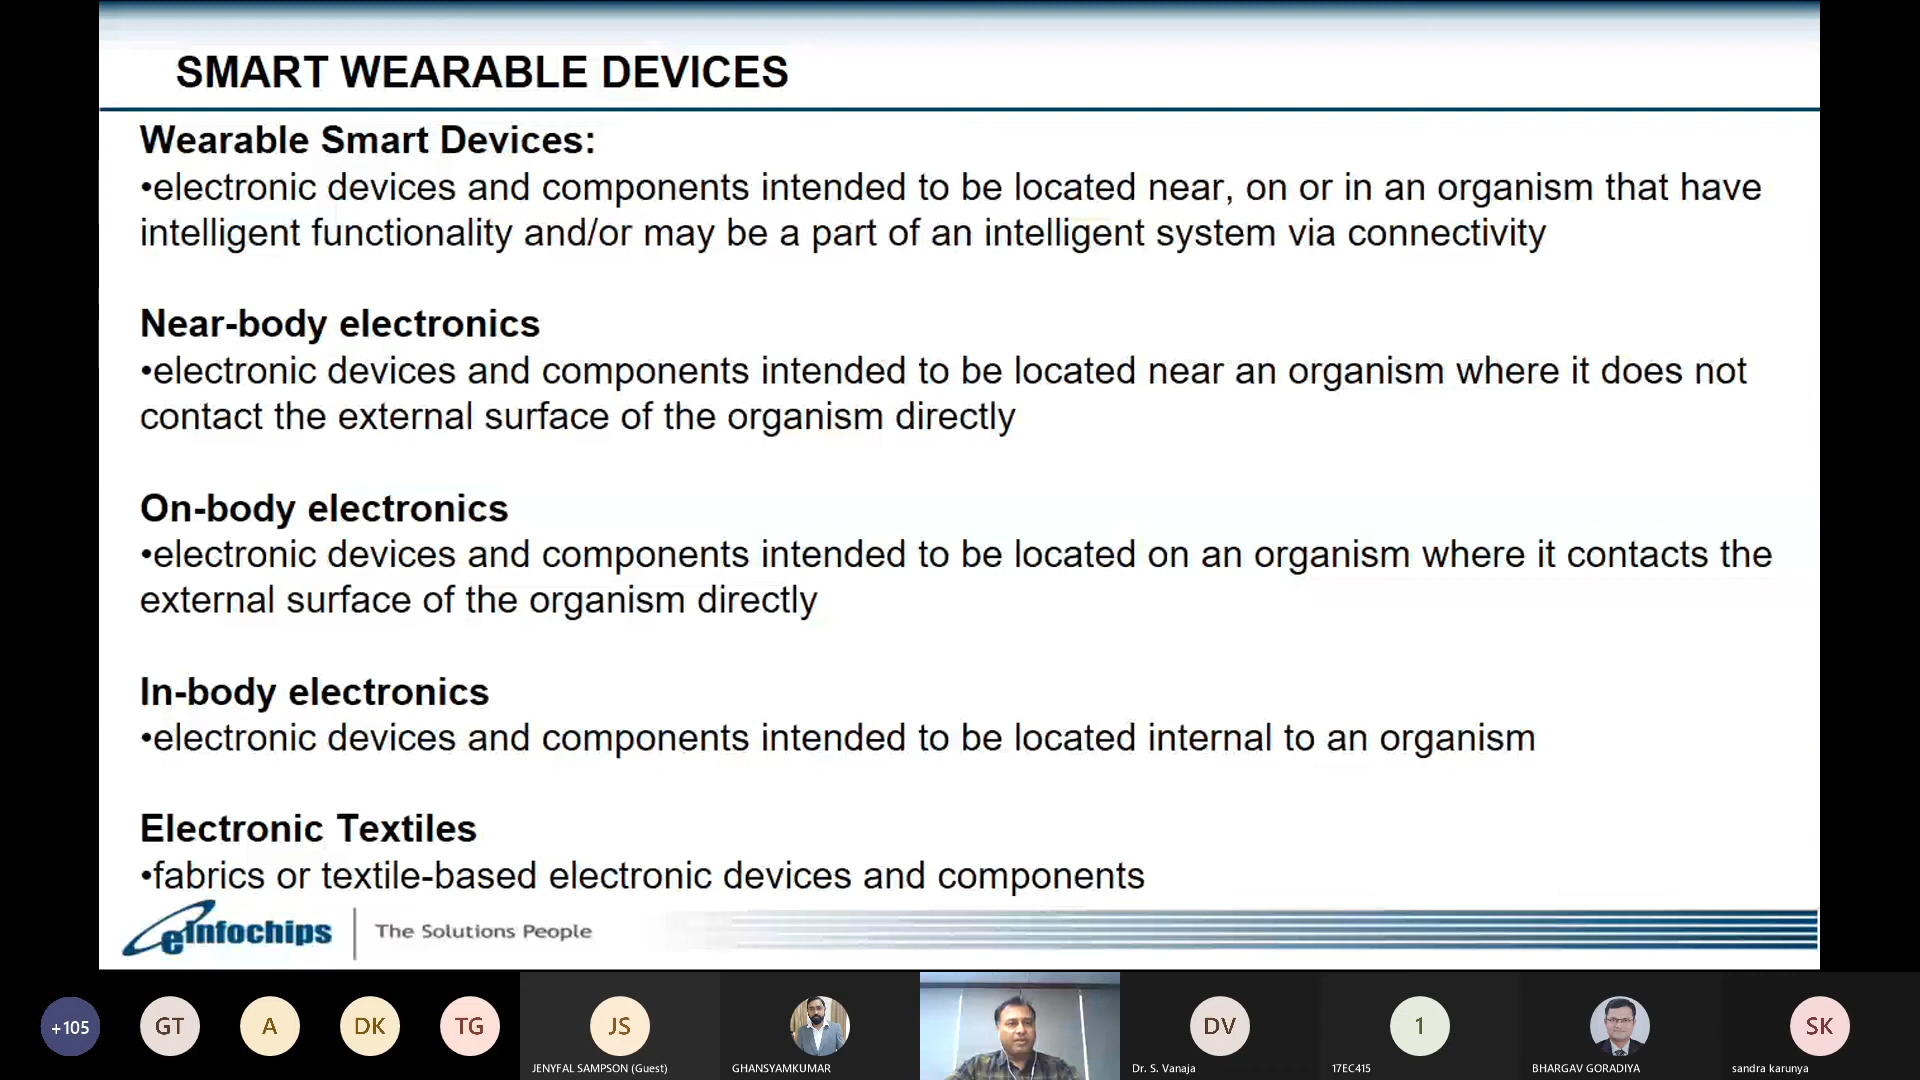 SMART WEARABLE DEVICES
Wearable Smart Devices:
•electronic devices and components intended to be located near, on or in an organism that have
intelligent functionality and/or may be a part of an intelligent system via connectivity
Near-body electronics
•electronic devices and components intended to be located near an organism where it does not
contact the external surface of the organism directly
On-body electronics
•electronic devices and components intended to be located on an organism where it contacts the
external surface of the organism directly
In-body electronics
•electronic devices and components intended to be located internal to an organism
Electronic Textiles
•fabrics or textile-based electronic devices and components
eInfochips The Solutions People
+105 GT A DK TG JS DV 1 SK
JENYFAL SAMPSON (Guest) GHANSYAMKUMAR Dr. S. Vanaja 17EC415 BHARGAV GORADIYA sandra karunya